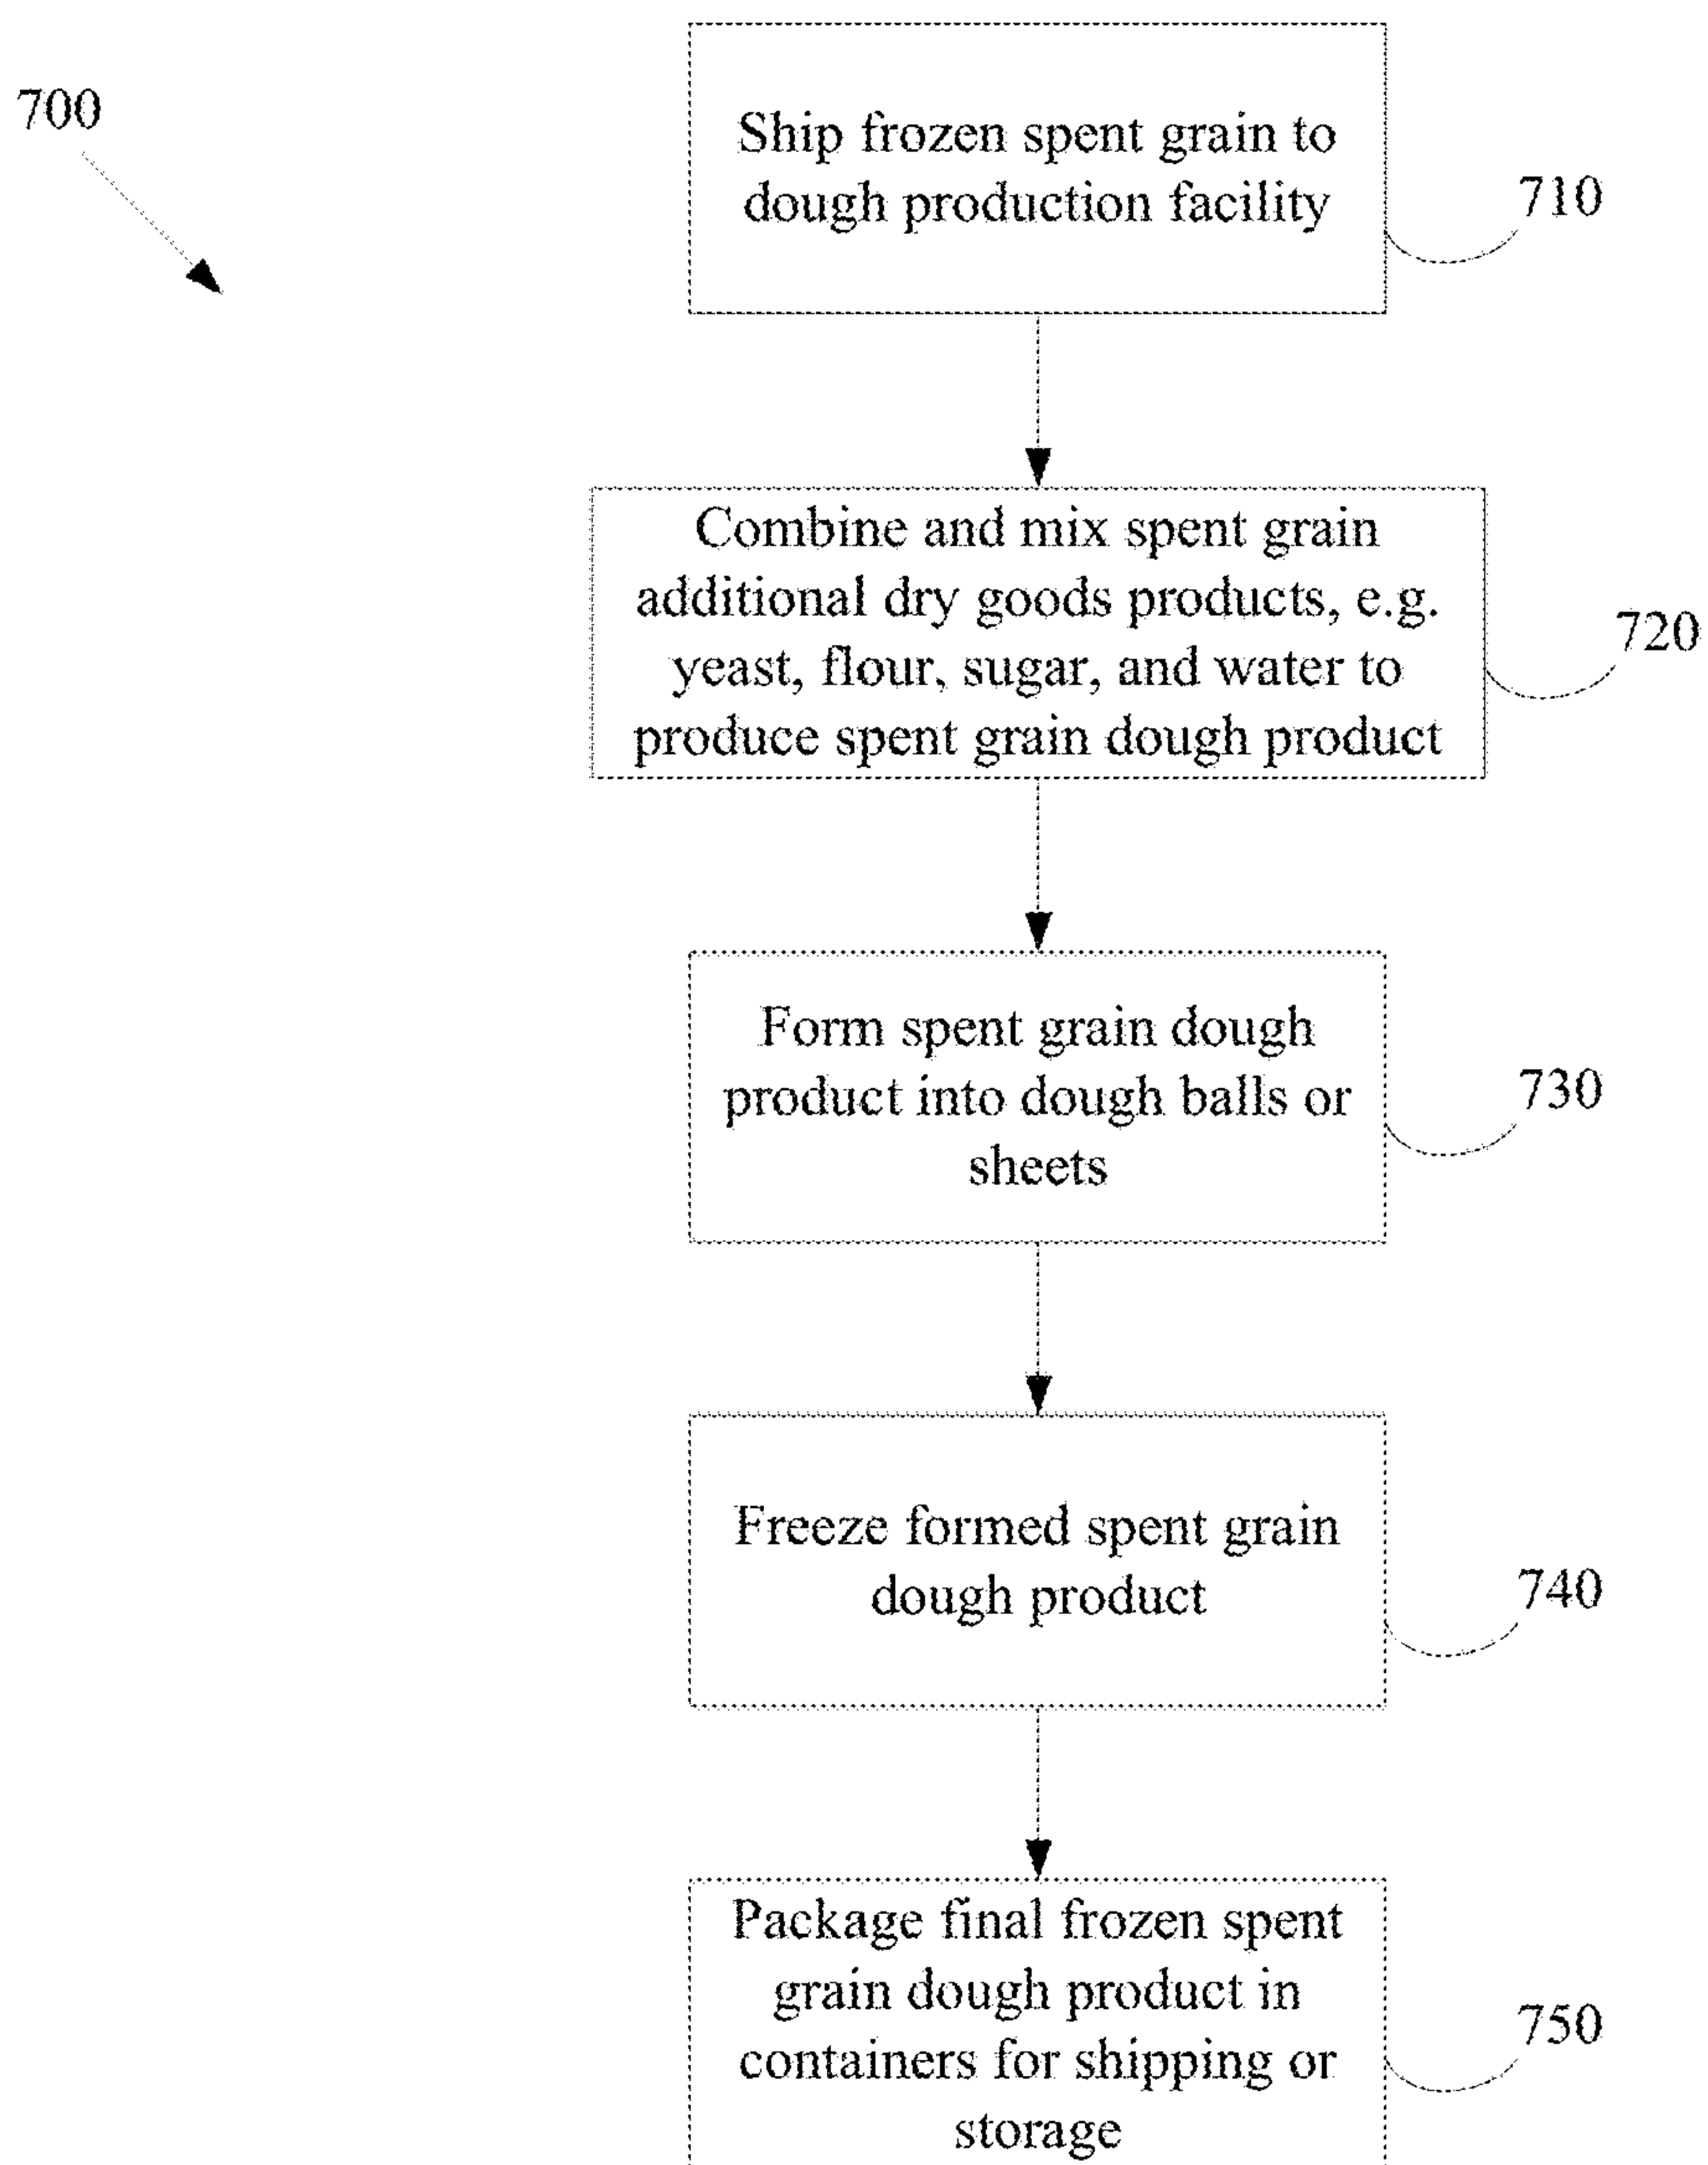 700
Ship frozen spent grain to
dough production facility
710
Combine and mix spent grain
additional dry goods products, e.g.
yeast, flour, sugar, and water to
produce spent grain dough product
720
Form spent grain dough
product into dough balls or
sheets
730
Freeze formed spent grain
dough product
740
Package final frozen spent
grain dough product in
containers for shipping or
storage
750